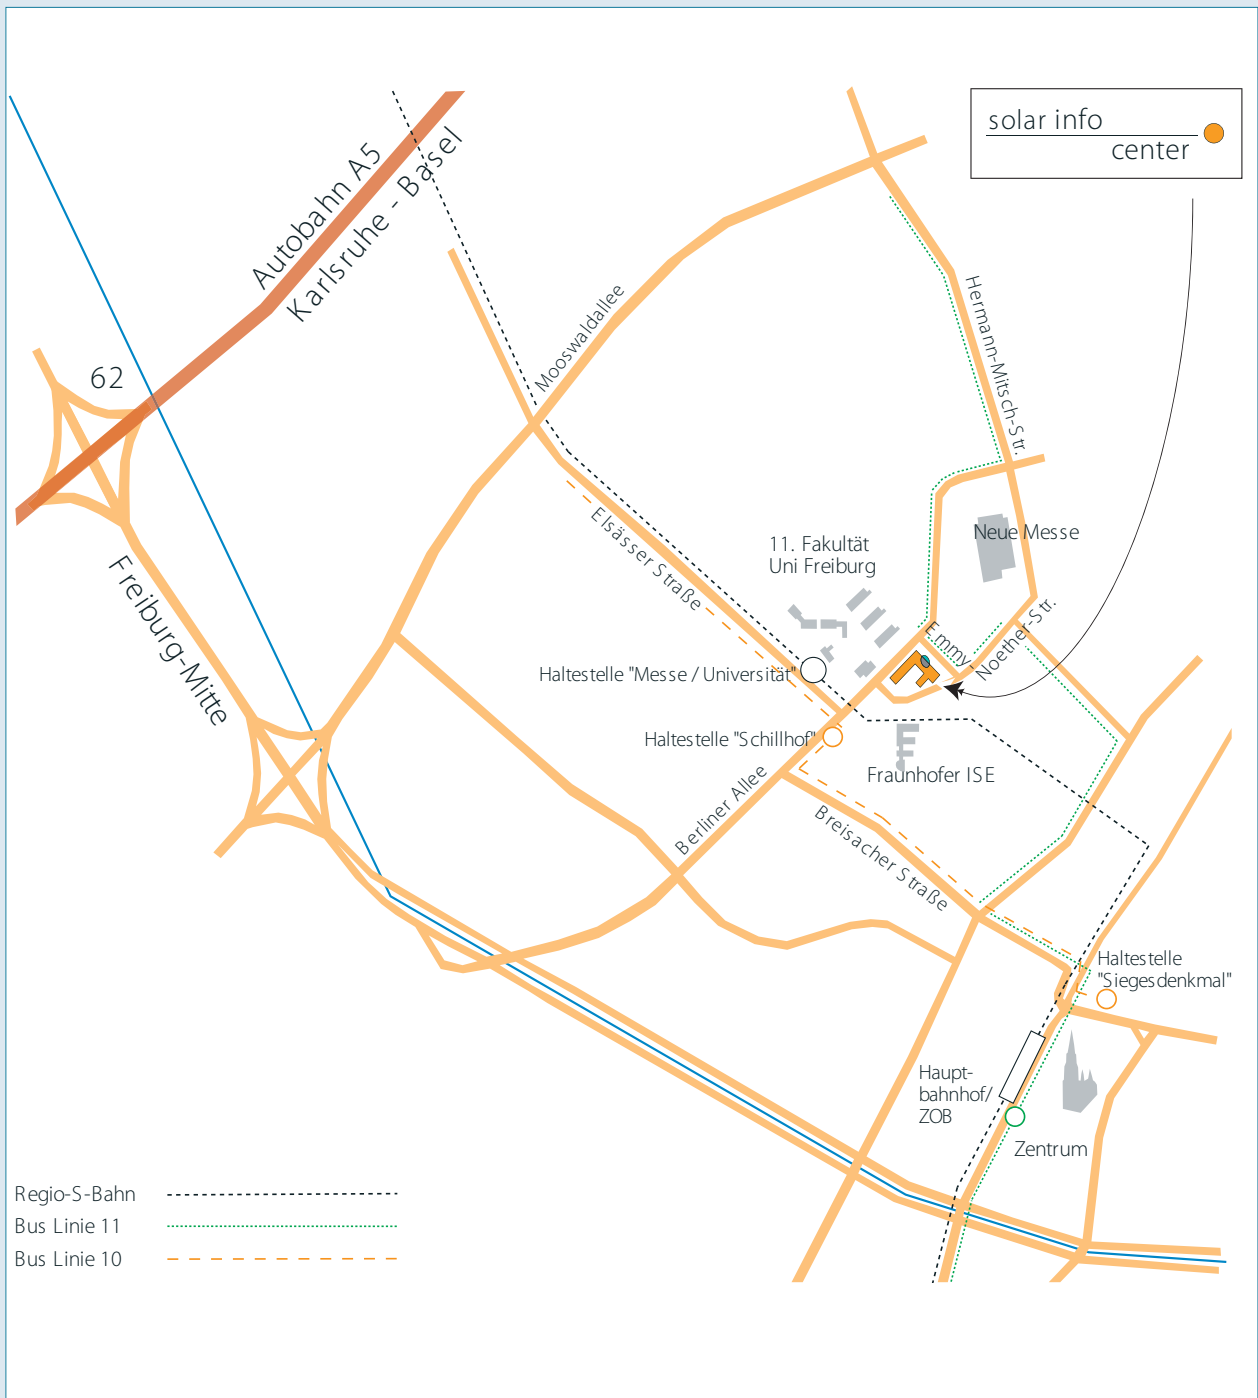 solar info
center
Autobahn A5
Karlsruhe - Basel
62
Mooswaldallee
Hermann-Mitsch-Str.
Freiburg-Mitte
Elsässer Straße
11. Fakultät
Uni Freiburg
Neue Messe
Emmy-
Noether-Str.
Haltestelle "Messe / Universität"
Haltestelle "Schillhof"
Fraunhofer ISE
Berliner Allee
Breisacher Straße
Haltestelle
"Siegesdenkmal"
Haupt-
bahnhof/
ZOB
Zentrum
Regio-S-Bahn
Bus Linie 11
Bus Linie 10